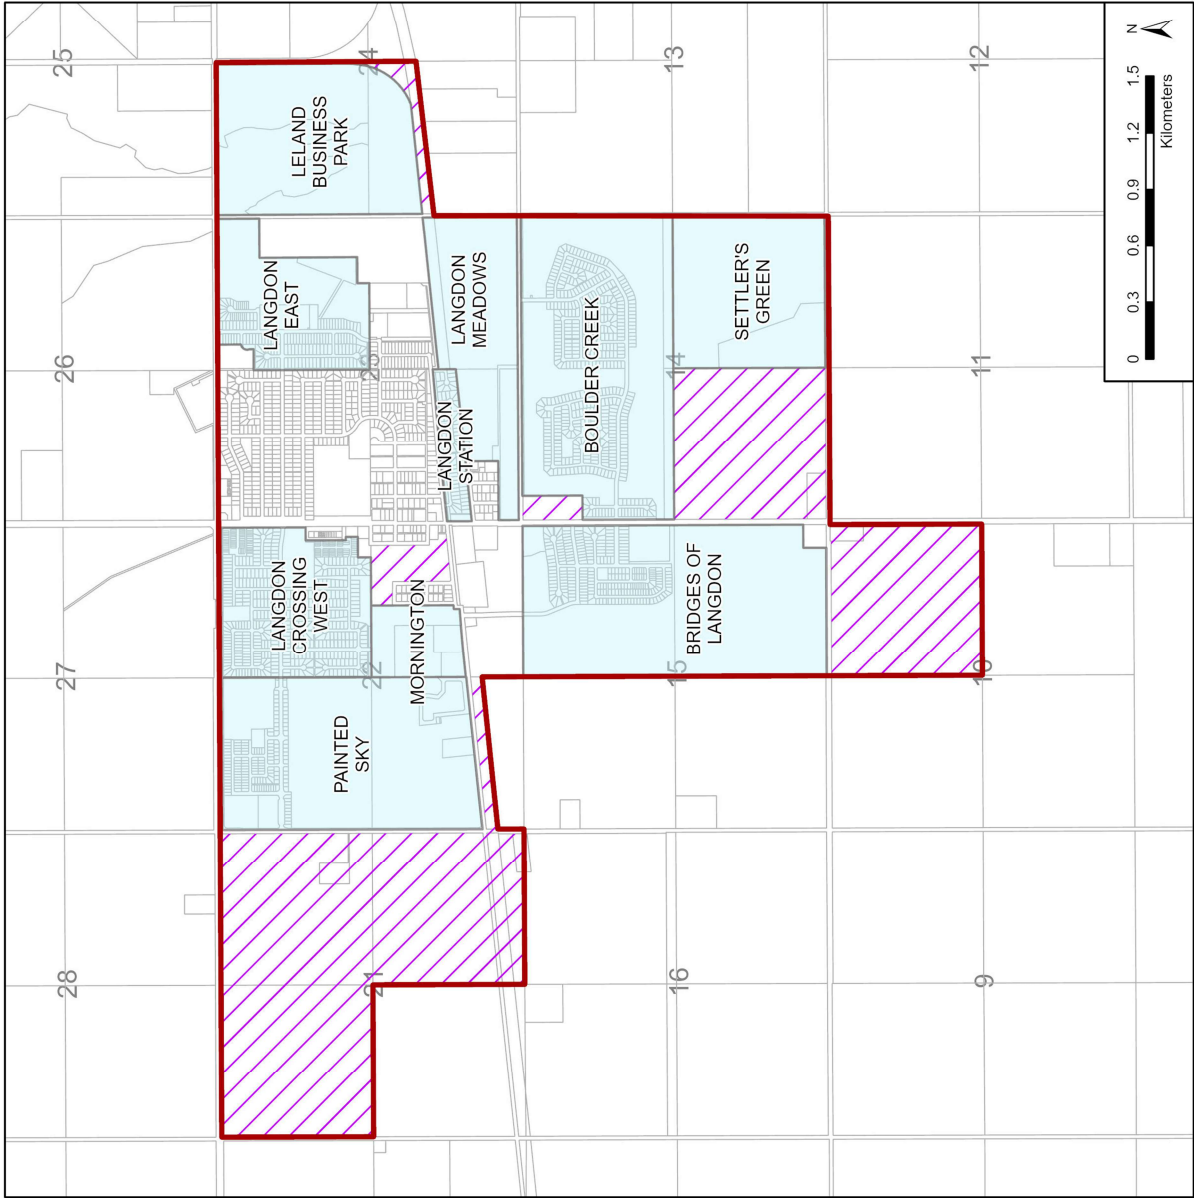 28
27
26
25
LANGDON
CROSSING
WEST
LANGDON
EAST
LELAND
BUSINESS
PARK
PAINTED
SKY
21
22
23
24
MORNINGTON
LANGDON
STATION
LANGDON
MEADOWS
BOULDER CREEK
16
15
14
13
BRIDGES OF
LANGDON
SETTLER'S
GREEN
9
10
11
12
N
0 0.3 0.6 0.9 1.2 1.5
Kilometers